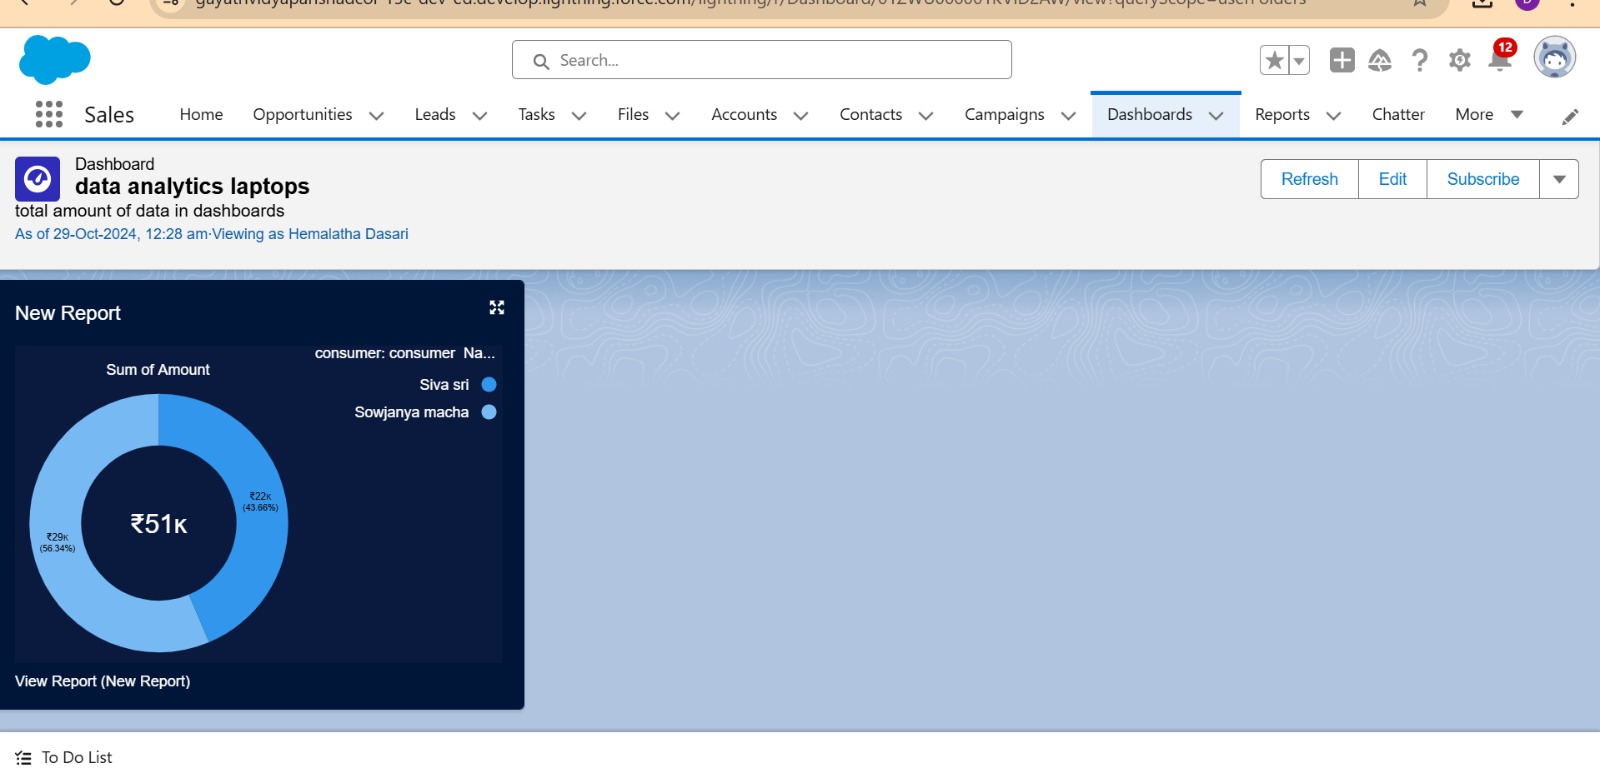 Search...
12
Sales Home Opportunities Leads Tasks Files Accounts Contacts Campaigns Dashboards Reports Chatter More
Dashboard
data analytics laptops
total amount of data in dashboards
As of 29-Oct-2024, 12:28 am·Viewing as Hemalatha Dasari
Refresh Edit Subscribe
New Report
consumer: consumer Na...
Sum of Amount
Siva sri
Sowjanya macha
₹22K
(43.66%)
₹51K
₹29K
(56.34%)
View Report (New Report)
To Do List